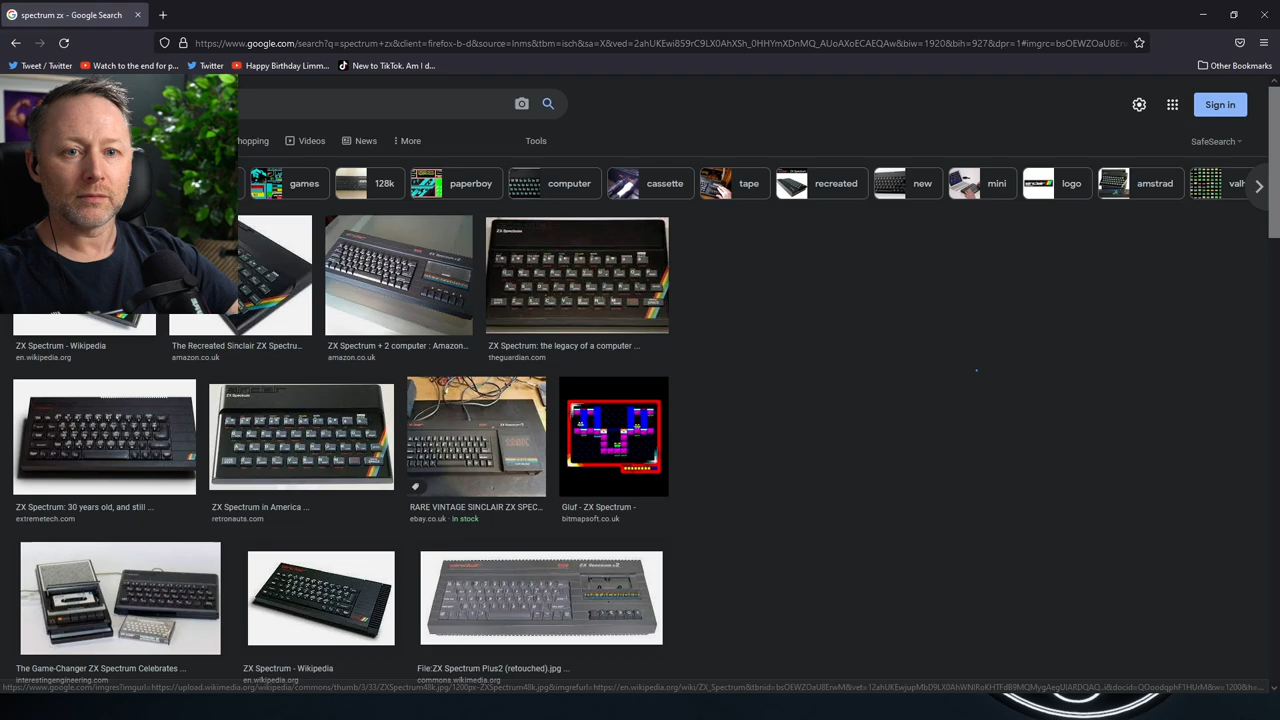 spectrum zx - Google Search
https://www.google.com/search?q=spectrum+zx&client=firefox-b-d&source=lnms&tbm=isch&sa=X&ved=2ahUKEwi859rC9LX0AhXSh_0HHYmXDnMQ_AUoAXoECAEQAw&biw=1920&bih=927&dpr=1#imgrc=bsOEWZOaU8Erw
Tweet / Twitter
Watch to the end for p...
Twitter
Happy Birthday Limm...
New to TikTok. Am I d...
Other Bookmarks
Sign in
hopping
Videos
News
More
Tools
SafeSearch
games
128k
paperboy
computer
cassette
tape
recreated
new
mini
logo
amstrad
valh
ZX Spectrum - Wikipedia
en.wikipedia.org
The Recreated Sinclair ZX Spectru...
amazon.co.uk
ZX Spectrum + 2 computer : Amazon...
amazon.co.uk
ZX Spectrum: the legacy of a computer ...
theguardian.com
ZX Spectrum: 30 years old, and still ...
extremetech.com
ZX Spectrum in America ...
retronauts.com
RARE VINTAGE SINCLAIR ZX SPEC...
ebay.co.uk · In stock
Gluf - ZX Spectrum -
bitmapsoft.co.uk
The Game-Changer ZX Spectrum Celebrates ...
interestingengineering.com
ZX Spectrum - Wikipedia
File:ZX Spectrum Plus2 (retouched).jpg ...
commons.wikimedia.org